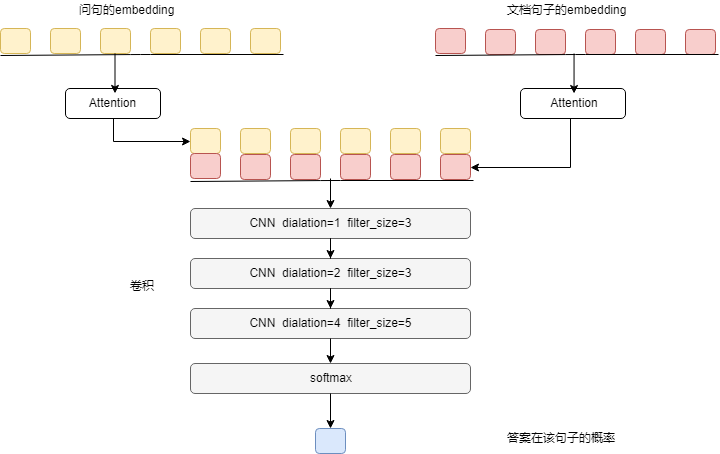 问句的embedding
文档句子的embedding
Attention
Attention
CNN dialation=1 filter_size=3
CNN dialation=2 filter_size=3
卷积
CNN dialation=4 filter_size=5
softmax
答案在该句子的概率